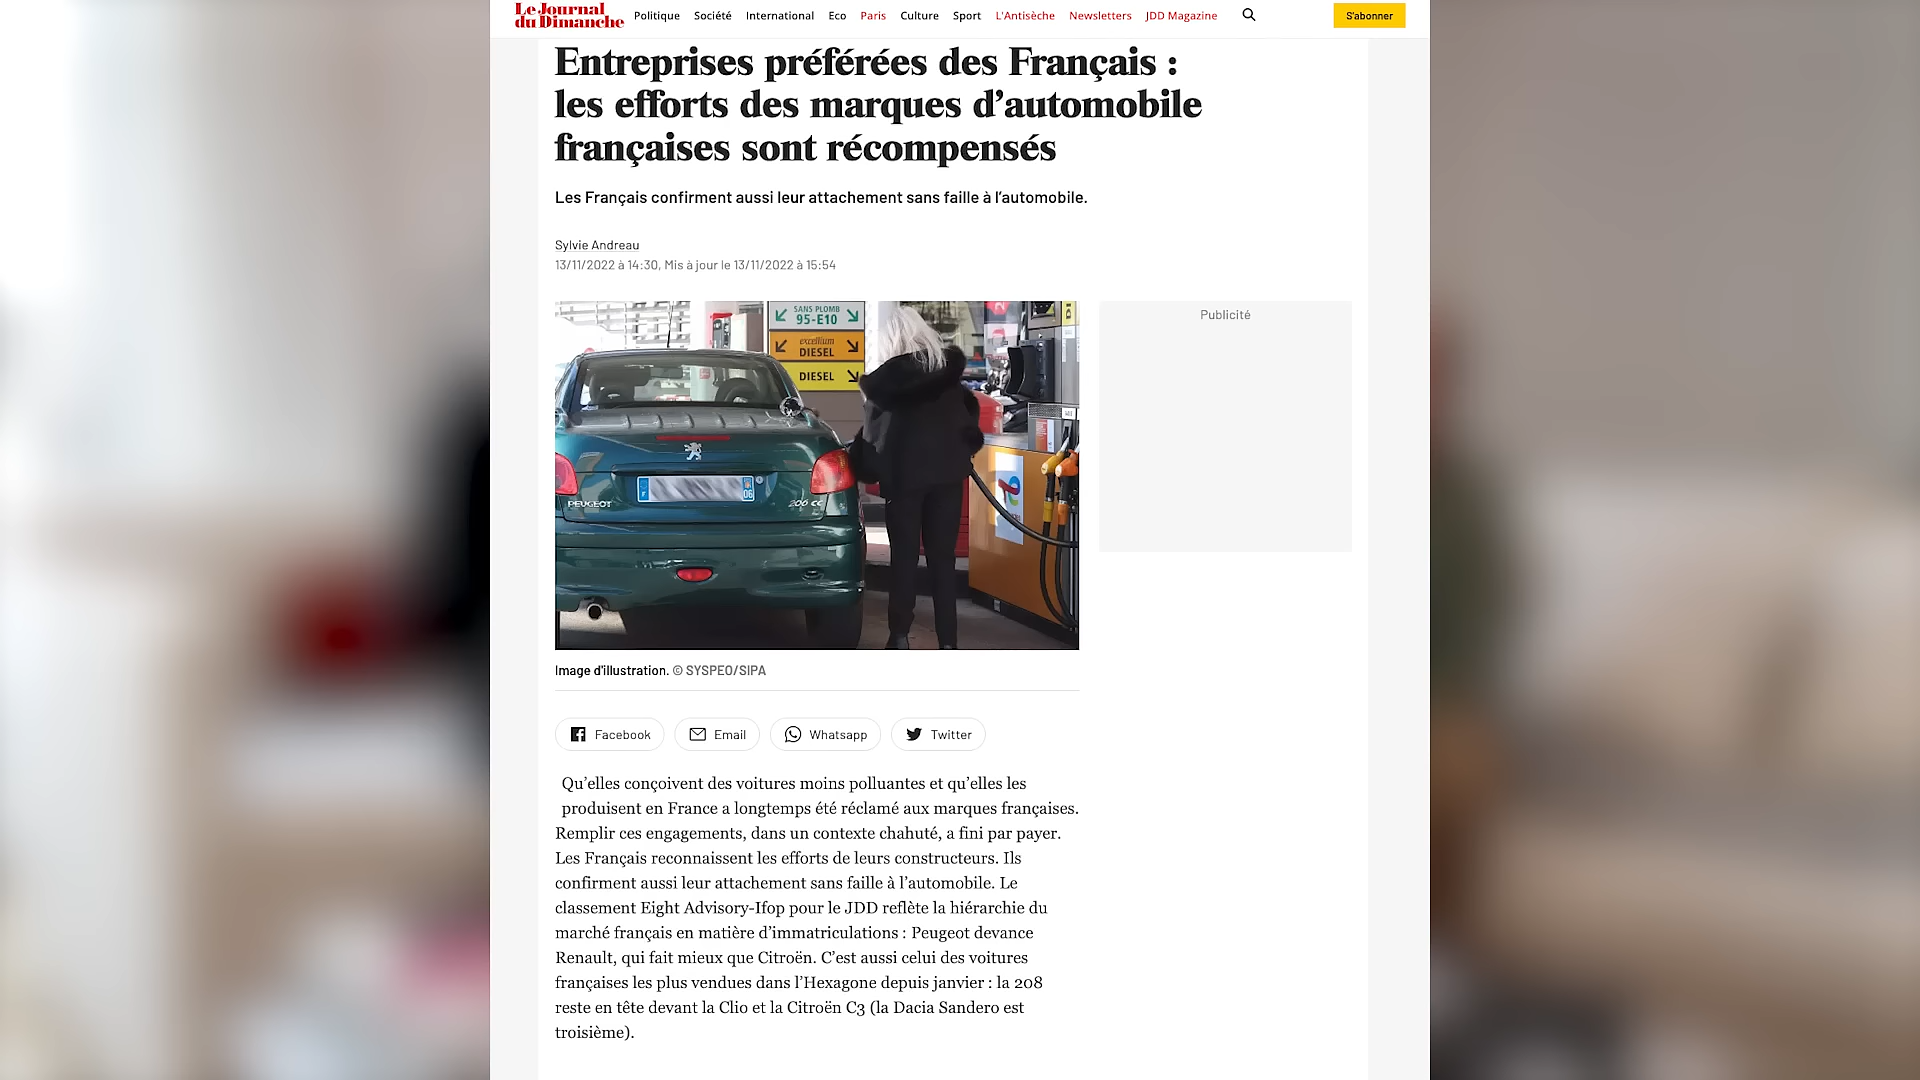 Le Journal
du Dimanche
Politique Société International Eco Paris Culture Sport L'Antisèche Newsletters JDD Magazine
S'abonner
Entreprises préférées des Français :
les efforts des marques d’automobile
françaises sont récompensés
Les Français confirment aussi leur attachement sans faille à l’automobile.
Sylvie Andreau
13/11/2022 à 14:30, Mis à jour le 13/11/2022 à 15:54
SANS PLOMB
95-E10
excellium
DIESEL
DIESEL
PEUGEOT
206 CC
06
F
Publicité
Image d'illustration. © SYSPEO/SIPA
Facebook
Email
Whatsapp
Twitter
Qu’elles conçoivent des voitures moins polluantes et qu’elles les
produisent en France a longtemps été réclamé aux marques françaises.
Remplir ces engagements, dans un contexte chahuté, a fini par payer.
Les Français reconnaissent les efforts de leurs constructeurs. Ils
confirment aussi leur attachement sans faille à l’automobile. Le
classement Eight Advisory-Ifop pour le JDD reflète la hiérarchie du
marché français en matière d’immatriculations : Peugeot devance
Renault, qui fait mieux que Citroën. C’est aussi celui des voitures
françaises les plus vendues dans l’Hexagone depuis janvier : la 208
reste en tête devant la Clio et la Citroën C3 (la Dacia Sandero est
troisième).